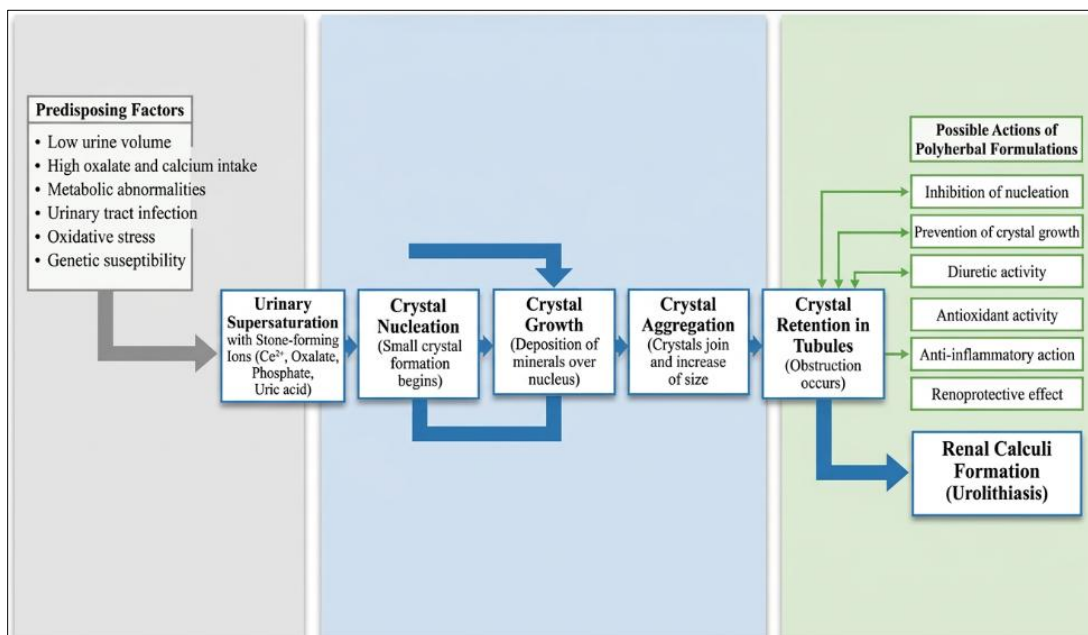 Predisposing Factors
• Low urine volume
• High oxalate and calcium intake
• Metabolic abnormalities
• Urinary tract infection
• Oxidative stress
• Genetic suseptibility
Urinary
Supersaturation
with Stone-forming
Ions (Ce²⁺, Oxalate,
Phosphate,
Uric acid)
Crystal
Nucleation
(Small crystal
formation
begins)
Crystal
Growth
(Deposition of
minerals over
nucleus)
Crystal
Aggregation
(Crystals join
and increase
of size)
Crystal
Retention in
Tubules
(Obstruction
occurs)
Possible Actions of
Polyherbal Formulations
Inhibition of nucleation
Prevention of crystal growth
Diuretic activity
Antioxidant activity
Anti-inflammatory action
Renoprotective effect
Renal Calculi
Formation
(Urolithiasis)